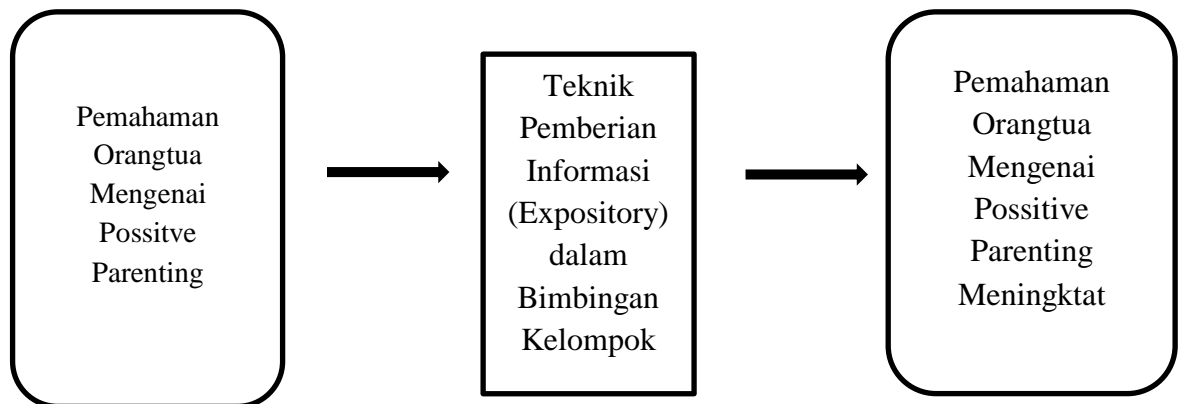 Pemahaman
Orangtua
Mengenai
Possitve
Parenting
Teknik
Pemberian
Informasi
(Expository)
dalam
Bimbingan
Kelompok
Pemahaman
Orangtua
Mengenai
Possitive
Parenting
Meningktat